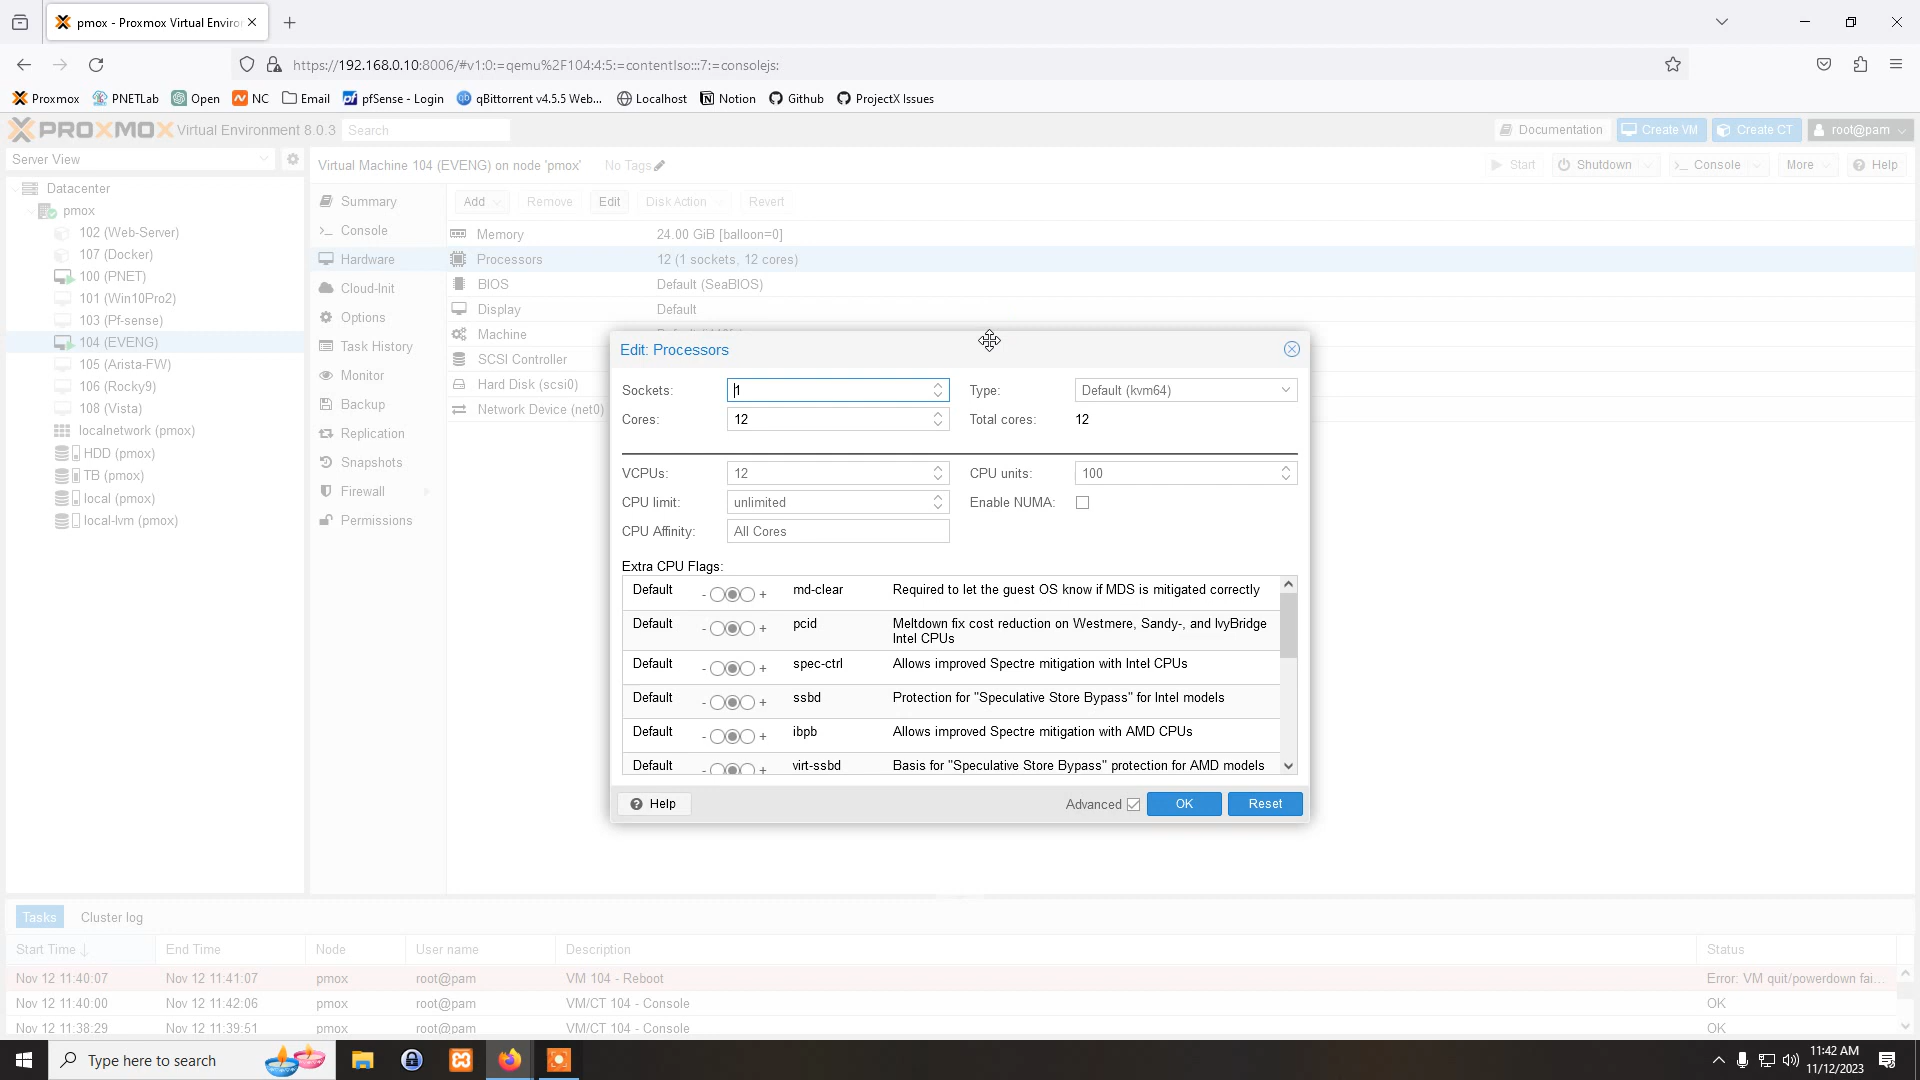 pmox - Proxmox Virtual Enviro
https://192.168.0.10:8006/#v1:0:=qemu%2F104:4:5:=contentIso:::7:=consolejs:
Proxmox
PNETLab
Open
NC
Email
pfSense - Login
qBittorrent v4.5.5 Web...
Localhost
Notion
Github
ProjectX Issues
PROXMOX Virtual Environment 8.0.3
Search
Documentation
Create VM
Create CT
root@pam
Server View
Virtual Machine 104 (EVENG) on node 'pmox'
No Tags
Start
Shutdown
Console
More
Help
Datacenter
pmox
102 (Web-Server)
107 (Docker)
100 (PNET)
101 (Win10Pro2)
103 (Pf-sense)
104 (EVENG)
105 (Arista-FW)
106 (Rocky9)
108 (Vista)
localnetwork (pmox)
HDD (pmox)
TB (pmox)
local (pmox)
local-lvm (pmox)
Summary
Console
Hardware
Cloud-Init
Options
Task History
Monitor
Backup
Replication
Snapshots
Firewall
Permissions
Add
Remove
Edit
Disk Action
Revert
Memory 24.00 GiB [balloon=0]
Processors 12 (1 sockets, 12 cores)
BIOS Default (SeaBIOS)
Display Default
Machine
SCSI Controller
Hard Disk (scsi0)
Network Device (net0)
Edit: Processors
Sockets: 1 Type: Default (kvm64)
Cores: 12 Total cores: 12
VCPUs: 12 CPU units: 100
CPU limit: unlimited Enable NUMA:
CPU Affinity: All Cores
Extra CPU Flags:
Default - + md-clear Required to let the guest OS know if MDS is mitigated correctly
Default - + pcid Meltdown fix cost reduction on Westmere, Sandy-, and IvyBridge
Intel CPUs
Default - + spec-ctrl Allows improved Spectre mitigation with Intel CPUs
Default - + ssbd Protection for "Speculative Store Bypass" for Intel models
Default - + ibpb Allows improved Spectre mitigation with AMD CPUs
Default - + virt-ssbd Basis for "Speculative Store Bypass" protection for AMD models
Help
Advanced
OK
Reset
Tasks
Cluster log
Start Time End Time Node User name Description Status
Nov 12 11:40:07 Nov 12 11:41:07 pmox root@pam VM 104 - Reboot Error: VM quit/powerdown fai...
Nov 12 11:40:00 Nov 12 11:42:06 pmox root@pam VM/CT 104 - Console OK
Nov 12 11:38:29 Nov 12 11:39:51 pmox root@pam VM/CT 104 - Console OK
Type here to search
11:42 AM
11/12/2023